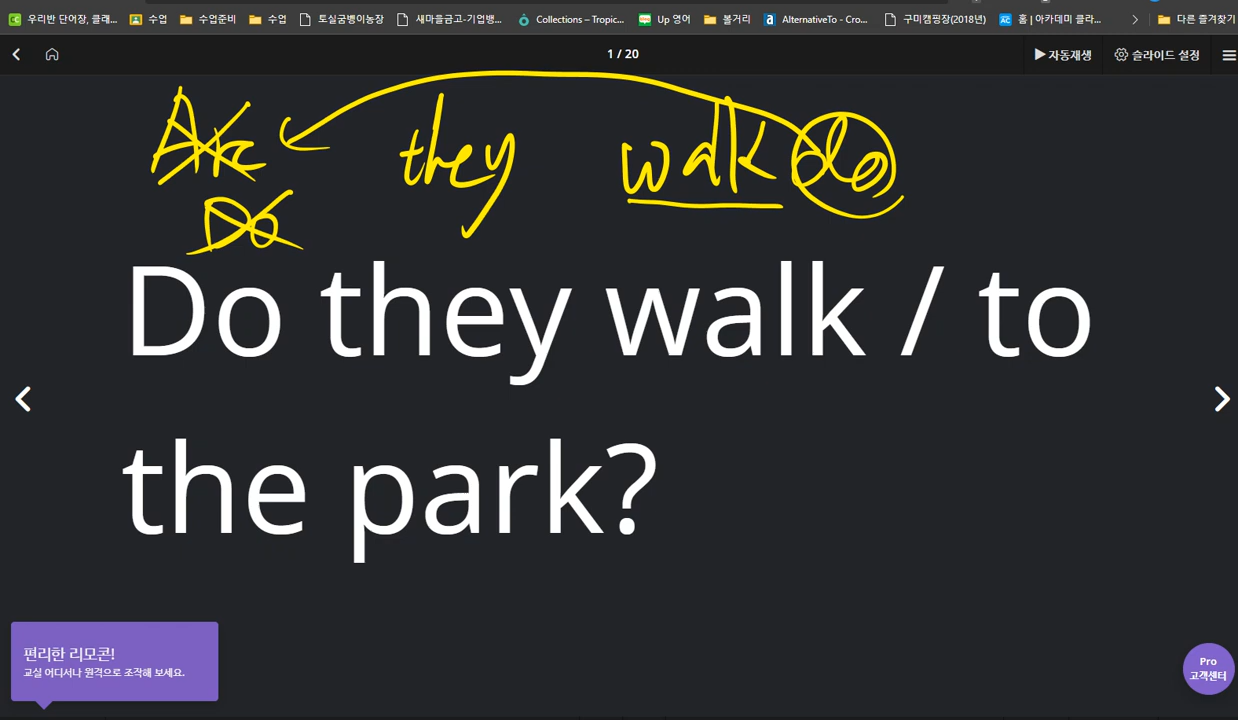 우리반 단어장, 클래... 수업 수업준비 수업 토실굼벵이농장 새마을금고-기업뱅... Collections – Tropic... Up 영어 볼거리 AlternativeTo - Cro... 구미캠핑장(2018년) 홈 | 아카데미 클라... 다른 즐겨찾기
1 / 20 자동재생 슬라이드 설정
Are they walk do
Do
Do they walk / to
the park?
편리한 리모콘!
교실 어디서나 원격으로 조작해 보세요.
Pro
고객센터